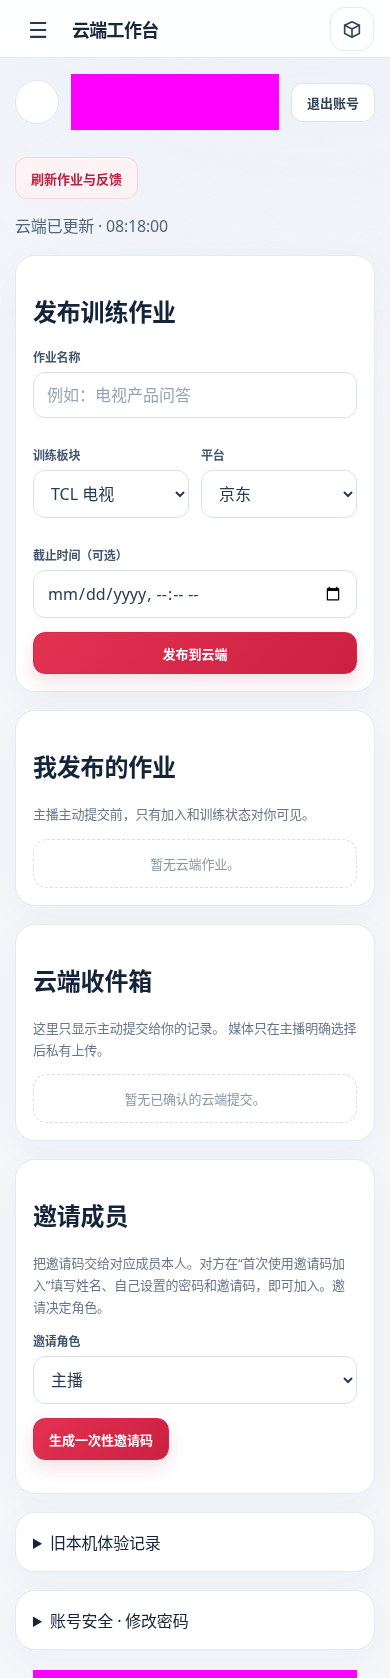 ☰ 云端工作台
退出账号
刷新作业与反馈
云端已更新 · 08:18:00
发布训练作业
作业名称
例如：电视产品问答
训练板块 平台
TCL 电视 京东
截止时间（可选）
mm/dd/yyyy, --:-- --
发布到云端
我发布的作业
主播主动提交前，只有加入和训练状态对你可见。
暂无云端作业。
云端收件箱
这里只显示主动提交给你的记录。 媒体只在主播明确选择
后私有上传。
暂无已确认的云端提交。
邀请成员
把邀请码交给对应成员本人。对方在“首次使用邀请码加
入”填写姓名、自己设置的密码和邀请码，即可加入。邀
请决定角色。
邀请角色
主播
生成一次性邀请码
旧本机体验记录
账号安全 · 修改密码